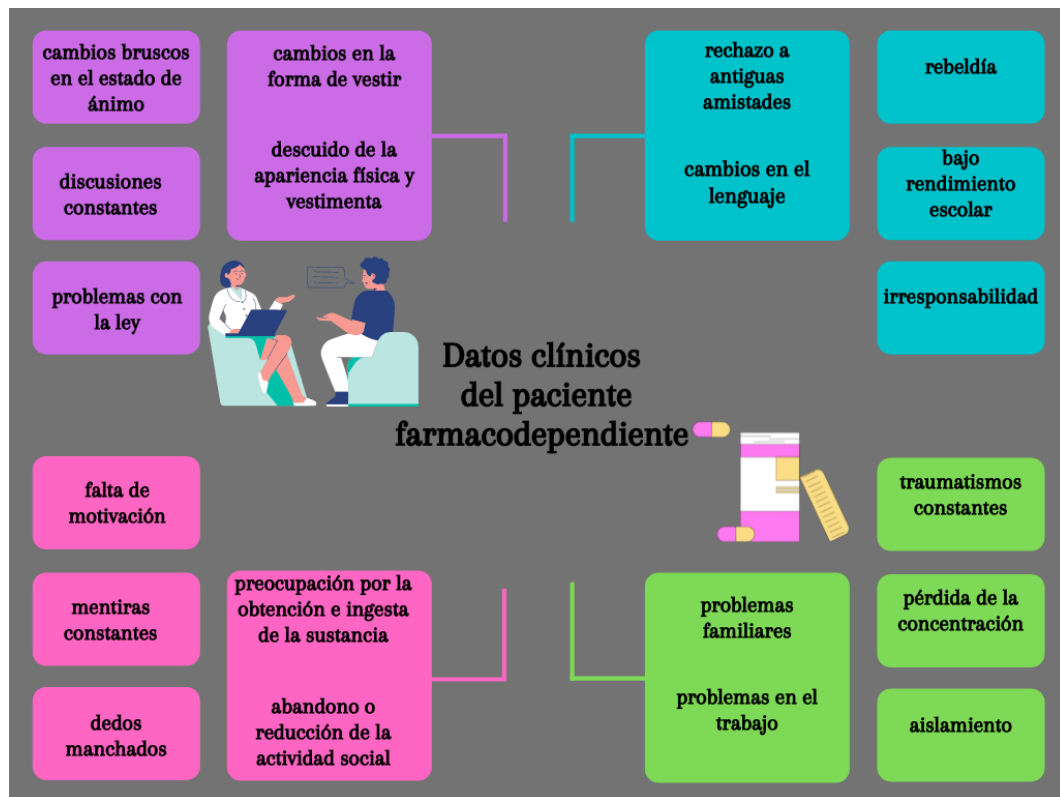 cambios bruscos
en el estado de
ánimo
discusiones
constantes
problemas con
la ley
cambios en la
forma de vestir
descuido de la
apariencia física y
vestimenta
rechazo a
antiguas
amistades
cambios en el
lenguaje
rebeldía
bajo
rendimiento
escolar
irresponsabilidad
Datos clínicos
del paciente
farmacodependiente
falta de
motivación
mentiras
constantes
dedos
manchados
preocupación por la
obtención e ingesta
de la sustancia
abandono o
reducción de la
actividad social
problemas
familiares
problemas en el
trabajo
traumatismos
constantes
pérdida de la
concentración
aislamiento